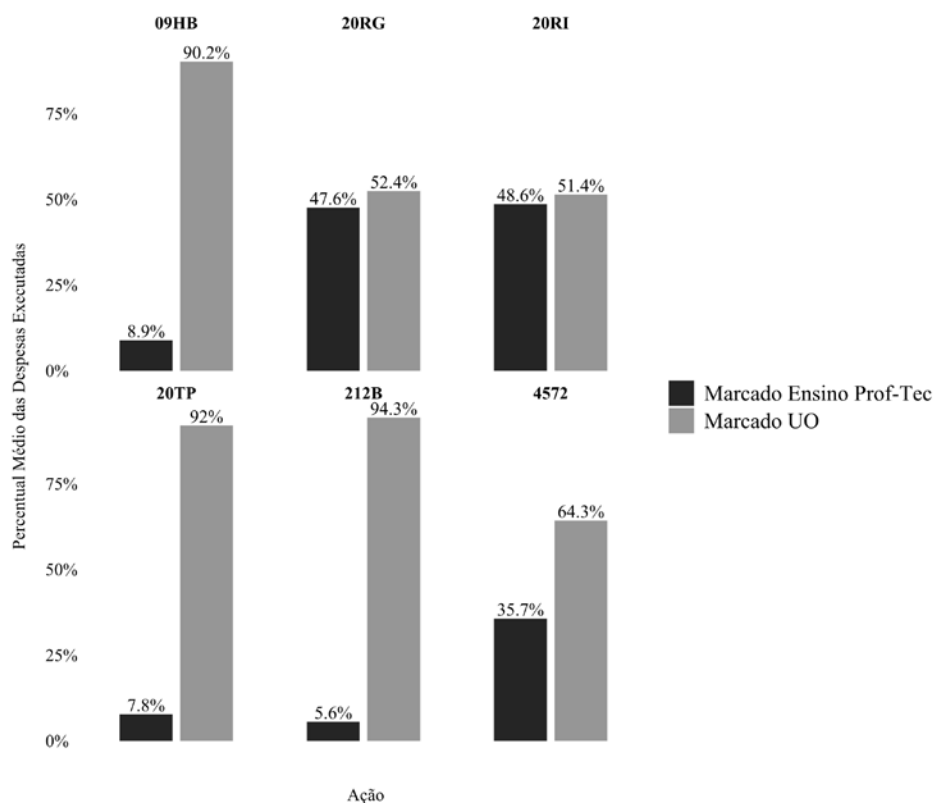 09HB
20RG
20RI
90.2%
75%
52.4%
51.4%
50%
47.6%
48.6%
25%
8.9%
0%
20TP
212B
4572
92%
94.3%
75%
64.3%
50%
35.7%
25%
7.8%
5.6%
0%
Percentual Médio das Despesas Executadas
Ação
Marcado Ensino Prof-Tec
Marcado UO